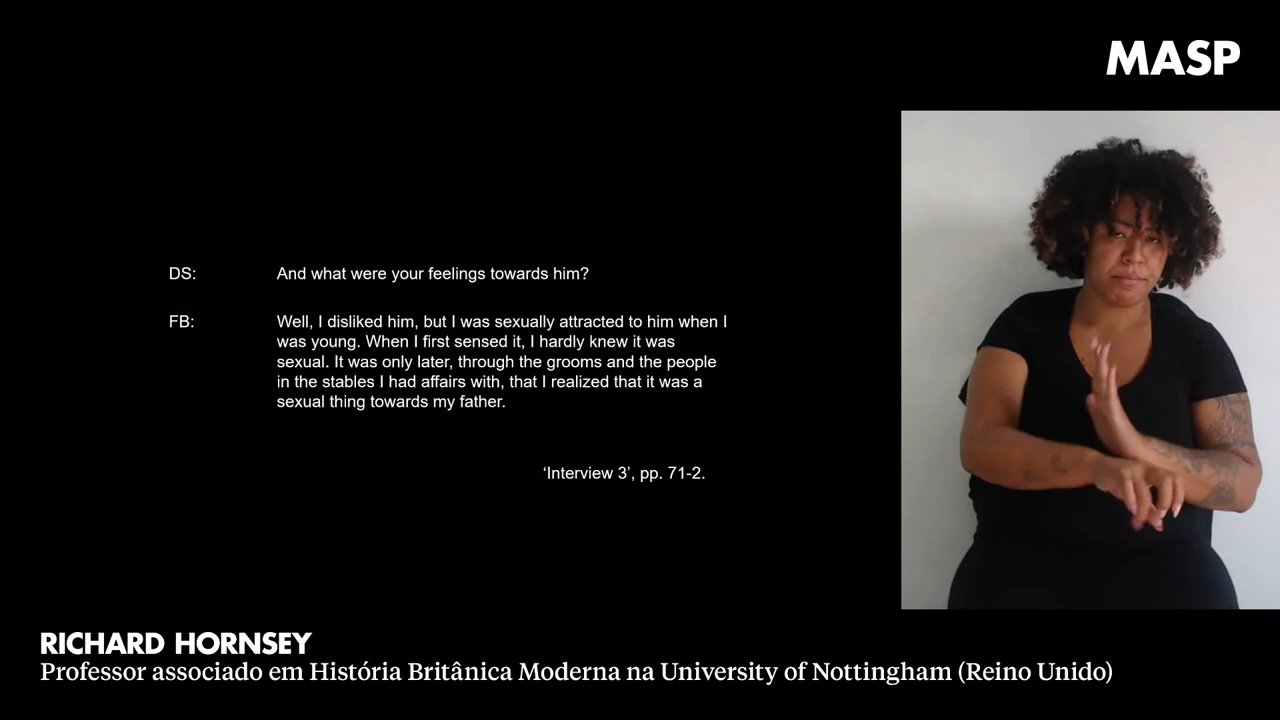 MASP
DS: And what were your feelings towards him?
FB: Well, I disliked him, but I was sexually attracted to him when I
was young. When I first sensed it, I hardly knew it was
sexual. It was only later, through the grooms and the people
in the stables I had affairs with, that I realized that it was a
sexual thing towards my father.
‘Interview 3’, pp. 71-2.
RICHARD HORNSEY
Professor associado em História Britânica Moderna na University of Nottingham (Reino Unido)